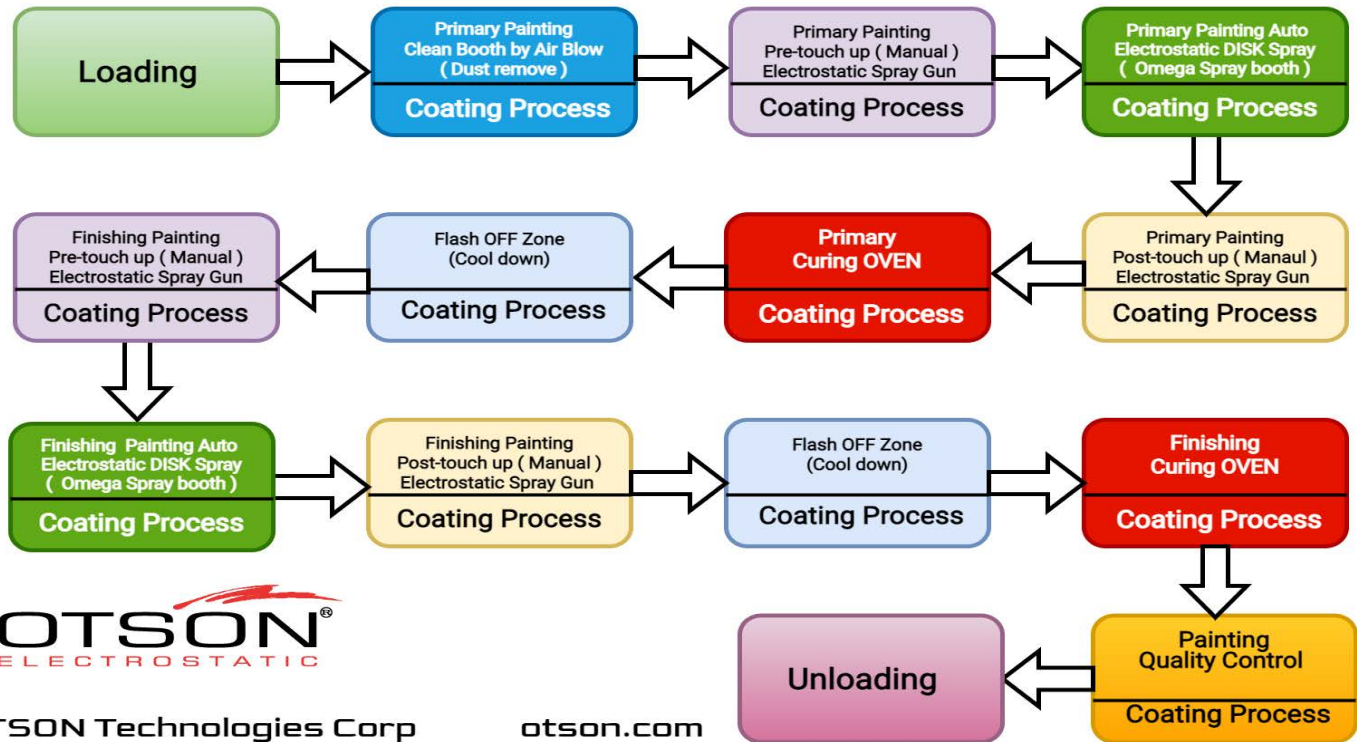 Loading
Primary Painting
Clean Booth by Air Blow
( Dust remove )
Coating Process
Primary Painting
Pre-touch up ( Manual )
Electrostatic Spray Gun
Coating Process
Primary Painting Auto
Electrostatic DISK Spray
( Omega Spray booth )
Coating Process
Primary Painting
Post-touch up ( Manaul )
Electrostatic Spray Gun
Coating Process
Primary
Curing OVEN
Coating Process
Flash OFF Zone
(Cool down)
Coating Process
Finishing Painting
Pre-touch up ( Manual )
Electrostatic Spray Gun
Coating Process
Finishing Painting Auto
Electrostatic DISK Spray
( Omega Spray booth )
Coating Process
Finishing Painting
Post-touch up ( Manual )
Electrostatic Spray Gun
Coating Process
Flash OFF Zone
(Cool down)
Coating Process
Finishing
Curing OVEN
Coating Process
Painting
Quality Control
Coating Process
Unloading
OTSON®
ELECTROSTATIC
TSON Technologies Corp
otson.com